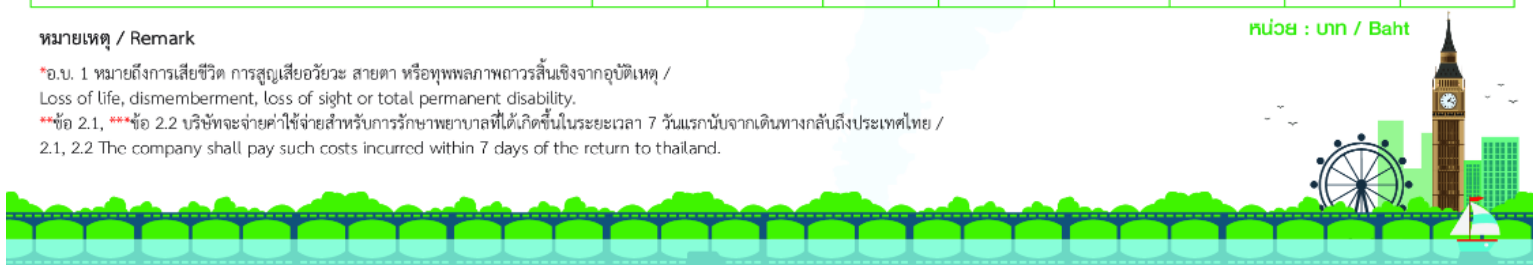 หน่วย : บาท / Baht
หมายเหตุ / Remark
*อ.บ. 1 หมายถึงการเสียชีวิต การสูญเสียอวัยวะ สายตา หรือทุพพลภาพถาวรสิ้นเชิงจากอุบัติเหตุ /
Loss of life, dismemberment, loss of sight or total permanent disability.
**ข้อ 2.1, ***ข้อ 2.2 บริษัทจะจ่ายค่าใช้จ่ายสำหรับการรักษาพยาบาลที่ได้เกิดขึ้นในระยะเวลา 7 วันแรกนับจากเดินทางกลับถึงประเทศไทย /
2.1, 2.2 The company shall pay such costs incurred within 7 days of the return to thailand.